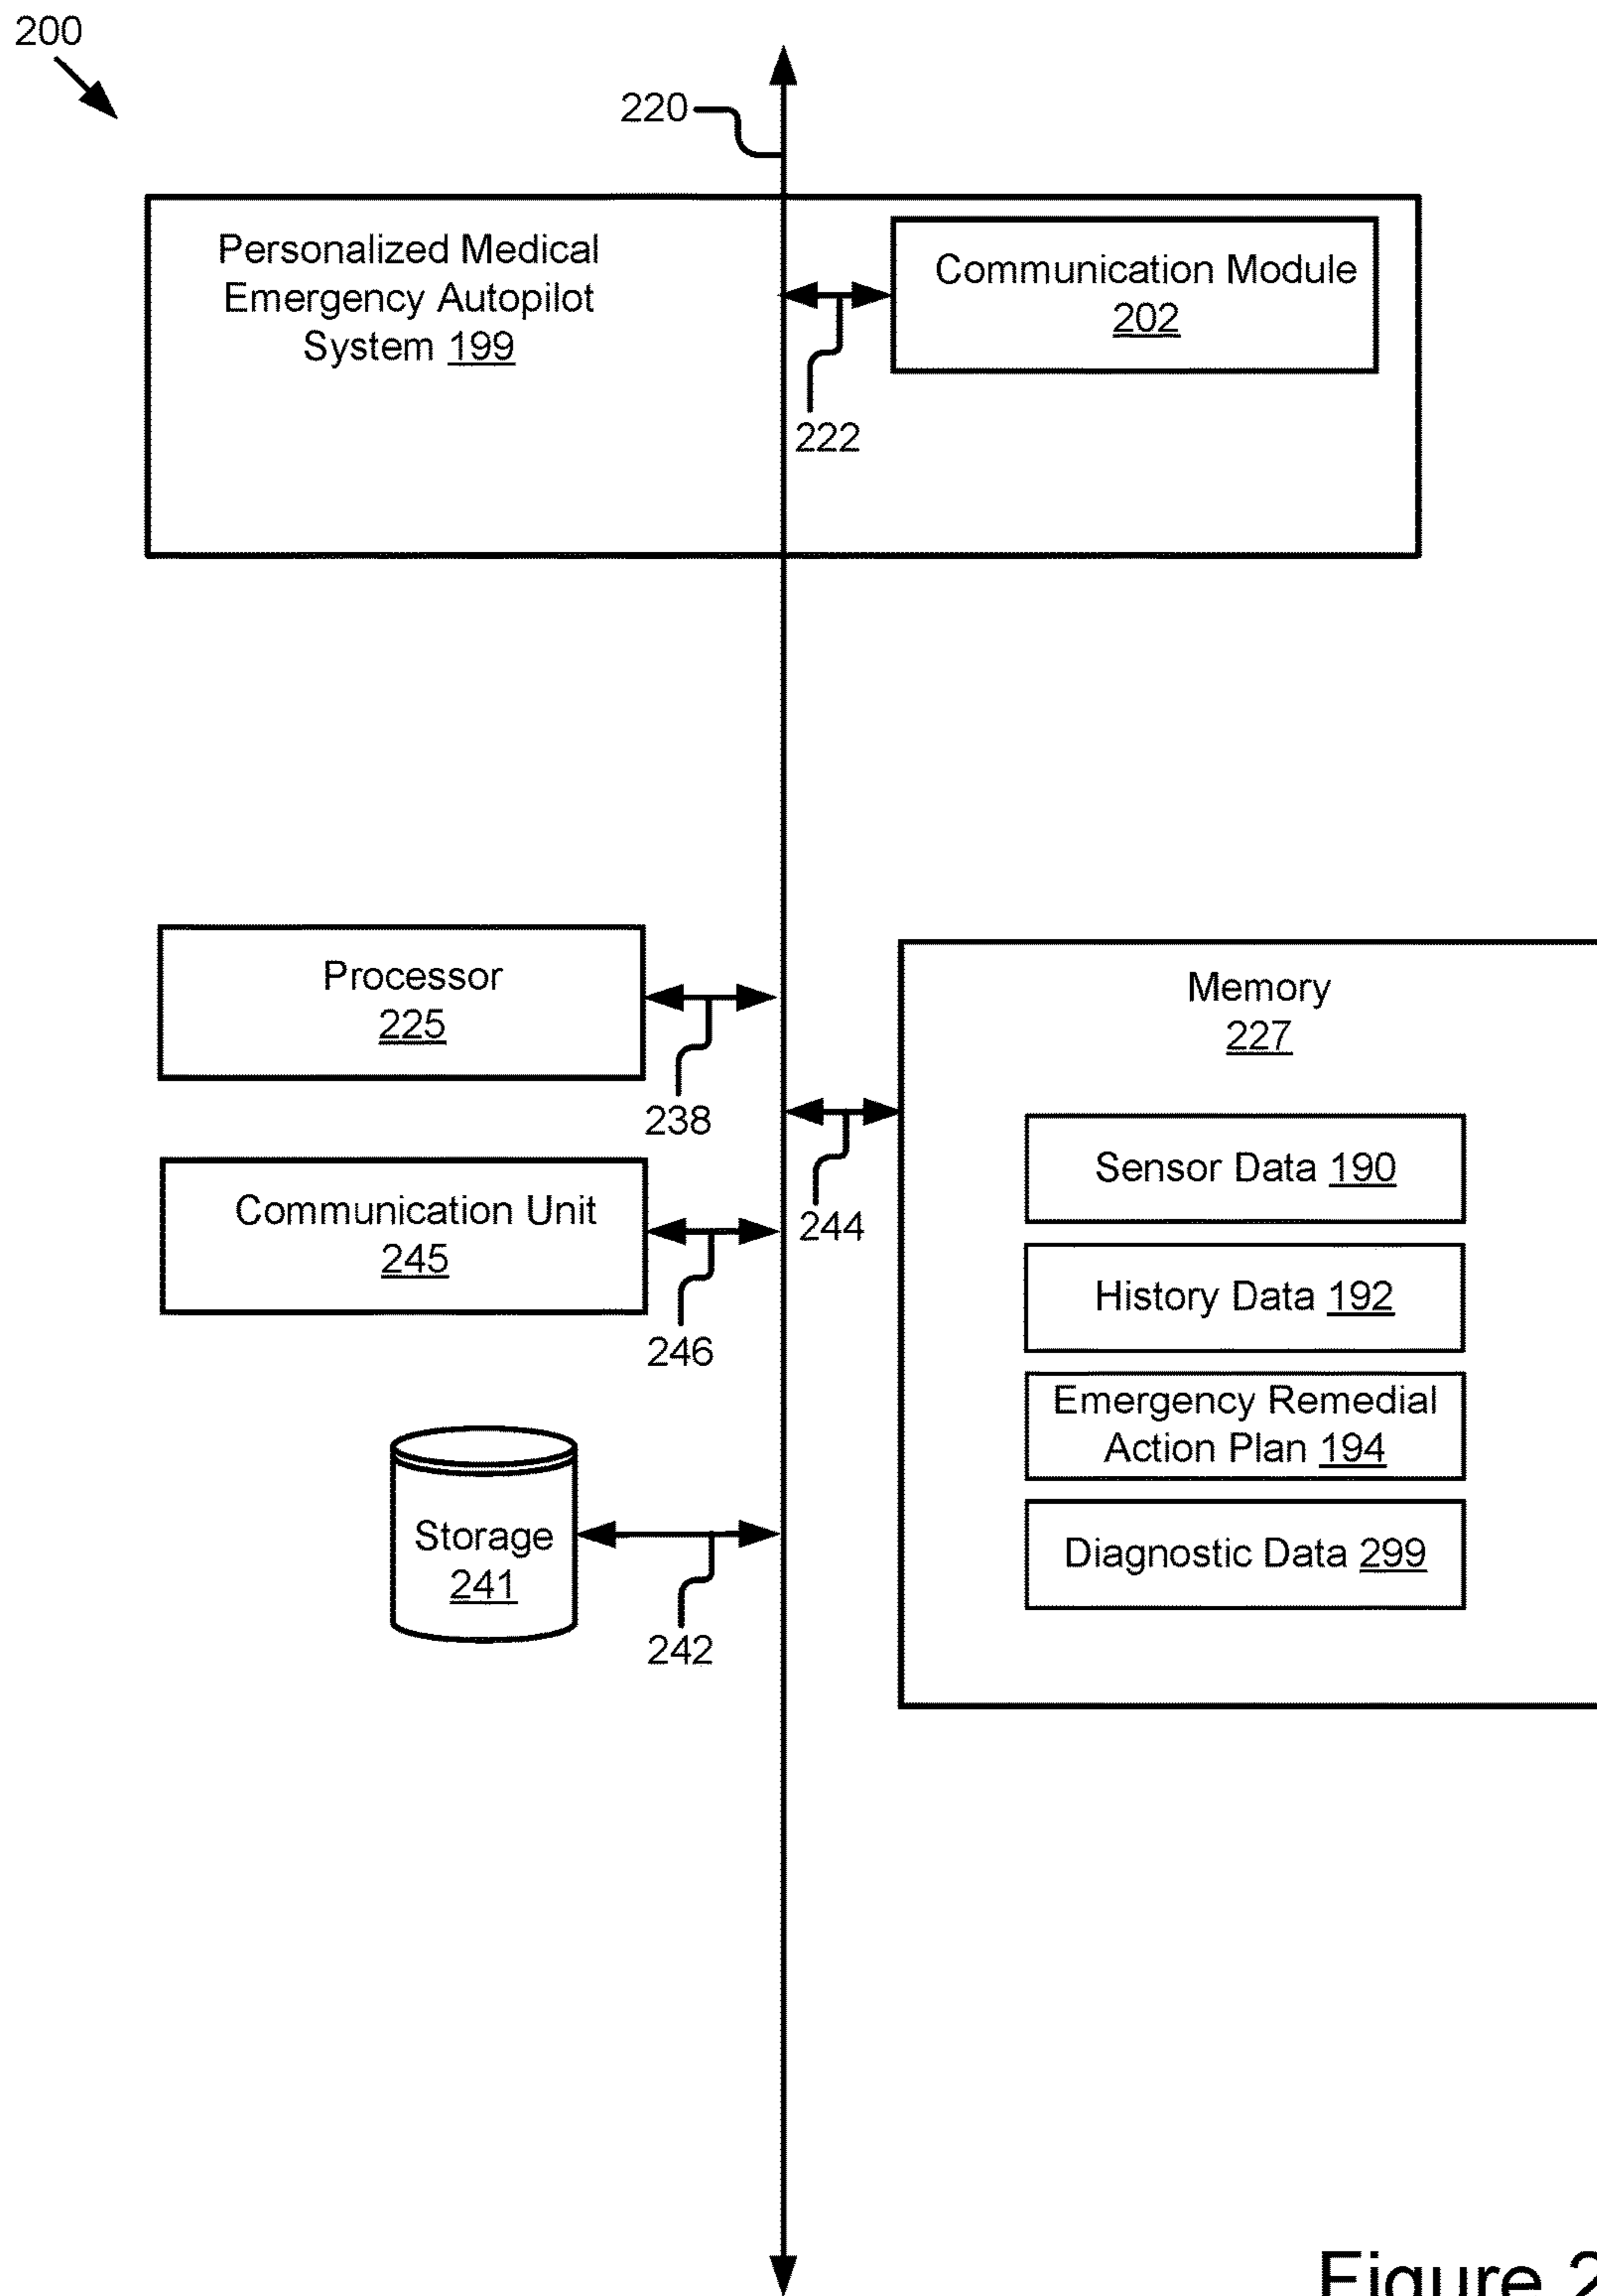 200
220
Personalized Medical
Emergency Autopilot
System 199
Communication Module
202
222
Processor
225
238
Memory
227
Sensor Data 190
244
Communication Unit
245
246
History Data 192
Emergency Remedial
Action Plan 194
Storage
241
242
Diagnostic Data 299
Figure 2